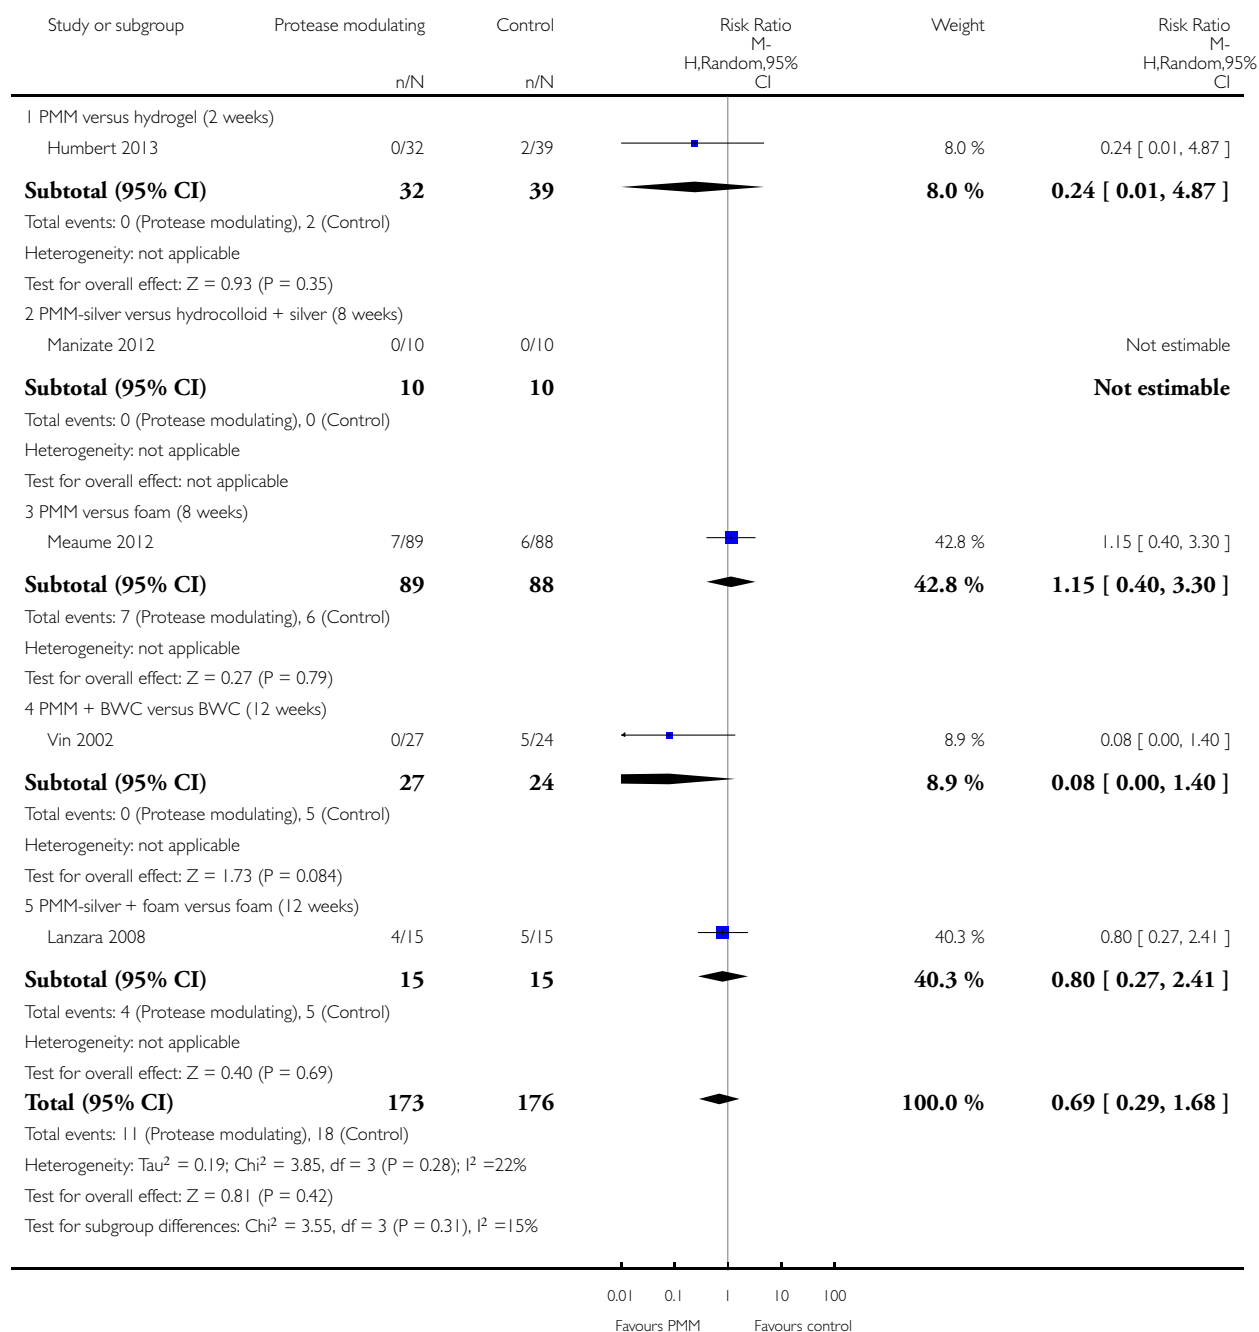 Study or subgroup Protease modulating Control Risk Ratio Weight Risk Ratio
M- M-
H,Random,95% H,Random,95%
n/N n/N CI CI
1 PMM versus hydrogel (2 weeks)
Humbert 2013 0/32 2/39 8.0 % 0.24 [ 0.01, 4.87 ]
Subtotal (95% CI) 32 39 8.0 % 0.24 [ 0.01, 4.87 ]
Total events: 0 (Protease modulating), 2 (Control)
Heterogeneity: not applicable
Test for overall effect: Z = 0.93 (P = 0.35)
2 PMM-silver versus hydrocolloid + silver (8 weeks)
Manizate 2012 0/10 0/10 Not estimable
Subtotal (95% CI) 10 10 Not estimable
Total events: 0 (Protease modulating), 0 (Control)
Heterogeneity: not applicable
Test for overall effect: not applicable
3 PMM versus foam (8 weeks)
Meaume 2012 7/89 6/88 42.8 % 1.15 [ 0.40, 3.30 ]
Subtotal (95% CI) 89 88 42.8 % 1.15 [ 0.40, 3.30 ]
Total events: 7 (Protease modulating), 6 (Control)
Heterogeneity: not applicable
Test for overall effect: Z = 0.27 (P = 0.79)
4 PMM + BWC versus BWC (12 weeks)
Vin 2002 0/27 5/24 8.9 % 0.08 [ 0.00, 1.40 ]
Subtotal (95% CI) 27 24 8.9 % 0.08 [ 0.00, 1.40 ]
Total events: 0 (Protease modulating), 5 (Control)
Heterogeneity: not applicable
Test for overall effect: Z = 1.73 (P = 0.084)
5 PMM-silver + foam versus foam (12 weeks)
Lanzara 2008 4/15 5/15 40.3 % 0.80 [ 0.27, 2.41 ]
Subtotal (95% CI) 15 15 40.3 % 0.80 [ 0.27, 2.41 ]
Total events: 4 (Protease modulating), 5 (Control)
Heterogeneity: not applicable
Test for overall effect: Z = 0.40 (P = 0.69)
Total (95% CI) 173 176 100.0 % 0.69 [ 0.29, 1.68 ]
Total events: 11 (Protease modulating), 18 (Control)
Heterogeneity: Tau² = 0.19; Chi² = 3.85, df = 3 (P = 0.28); I² =22%
Test for overall effect: Z = 0.81 (P = 0.42)
Test for subgroup differences: Chi² = 3.55, df = 3 (P = 0.31), I² =15%
0.01 0.1 1 10 100
Favours PMM Favours control